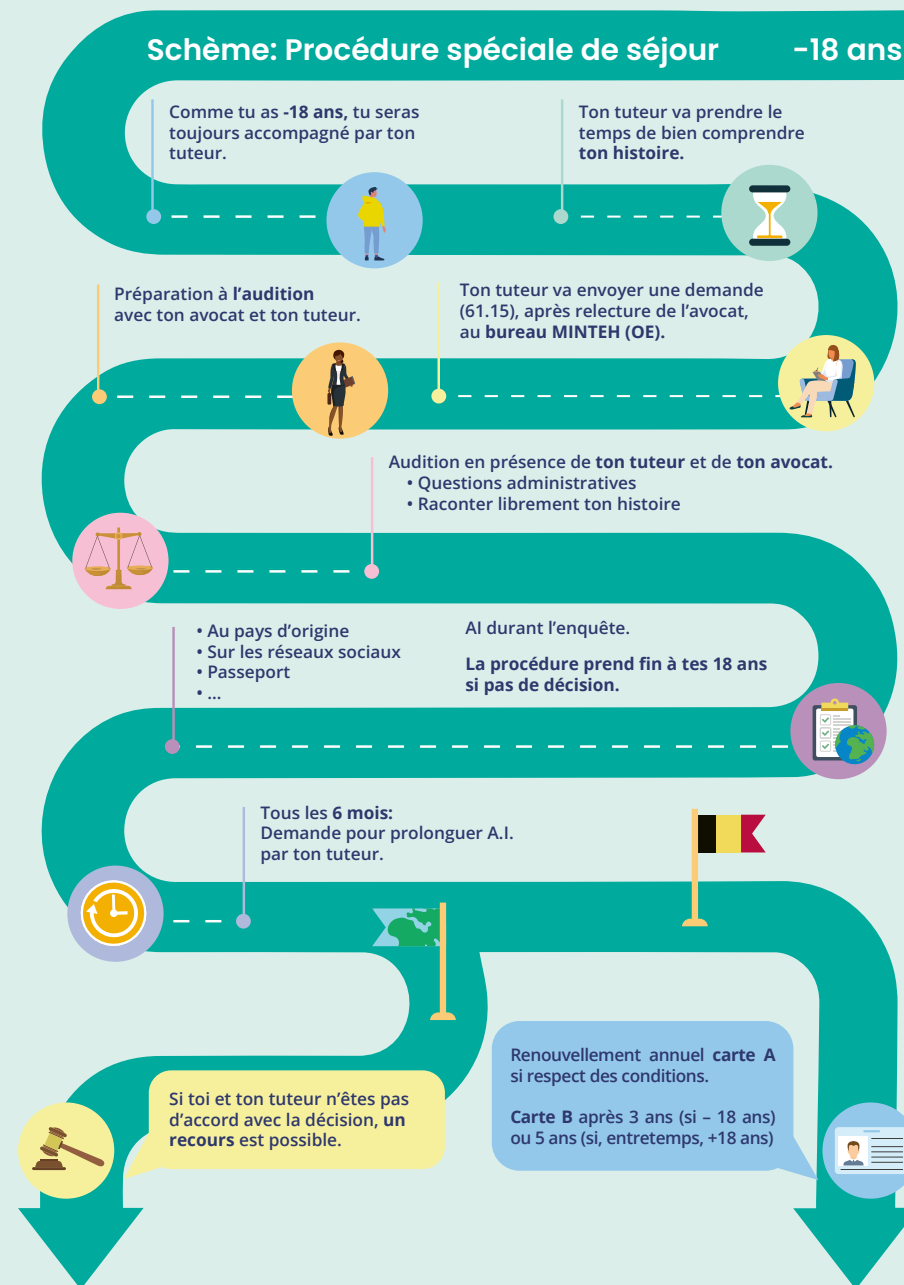 Schème: Procédure spéciale de séjour -18 ans
Comme tu as -18 ans, tu seras
toujours accompagné par ton
tuteur.
Ton tuteur va prendre le
temps de bien comprendre
ton histoire.
Préparation à l'audition
avec ton avocat et ton tuteur.
Ton tuteur va envoyer une demande
(61.15), après relecture de l'avocat,
au bureau MINTEH (OE).
Audition en présence de ton tuteur et de ton avocat.
• Questions administratives
• Raconter librement ton histoire
• Au pays d'origine
• Sur les réseaux sociaux
• Passeport
• ...
AI durant l'enquête.
La procédure prend fin à tes 18 ans
si pas de décision.
Tous les 6 mois:
Demande pour prolonguer A.I.
par ton tuteur.
Si toi et ton tuteur n'êtes pas
d'accord avec la décision, un
recours est possible.
Renouvellement annuel carte A
si respect des conditions.
Carte B après 3 ans (si – 18 ans)
ou 5 ans (si, entretemps, +18 ans)